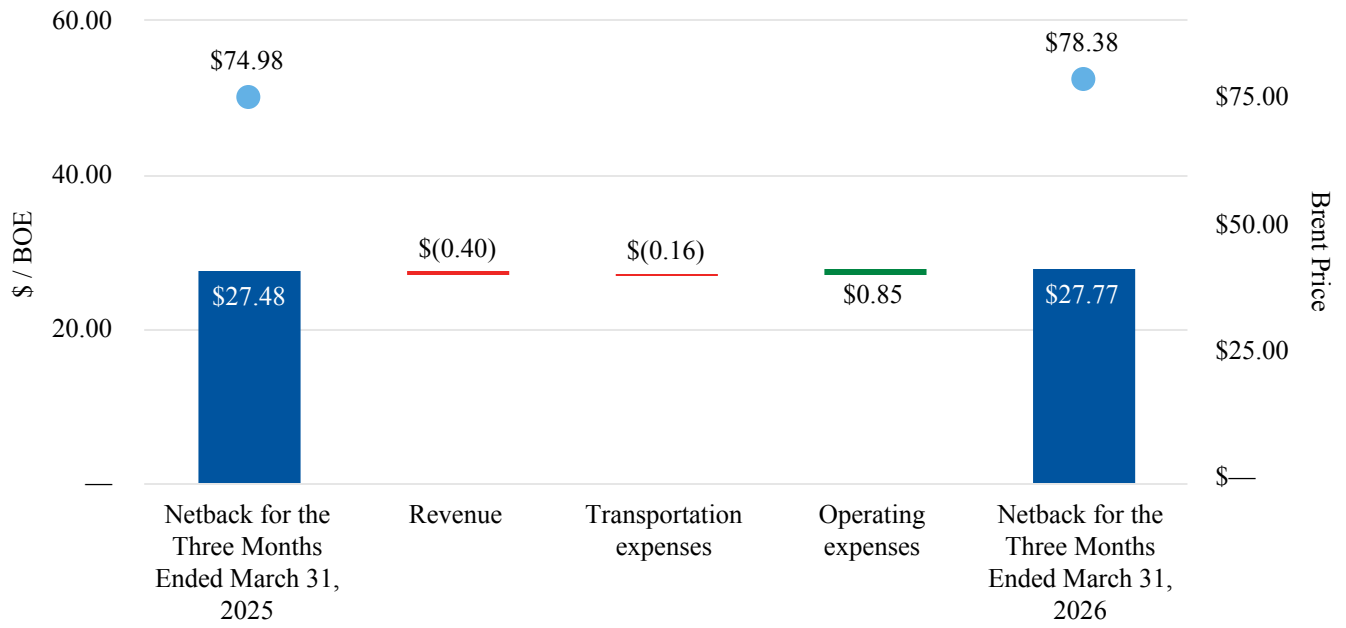 60.00
$74.98
$78.38
$75.00
40.00
$ / BOE
$(0.40)
$(0.16)
$50.00
Brent Price
$27.48
$0.85
$27.77
20.00
$25.00
—
$—
Netback for the
Three Months
Ended March 31,
2025
Revenue
Transportation
expenses
Operating
expenses
Netback for the
Three Months
Ended March 31,
2026